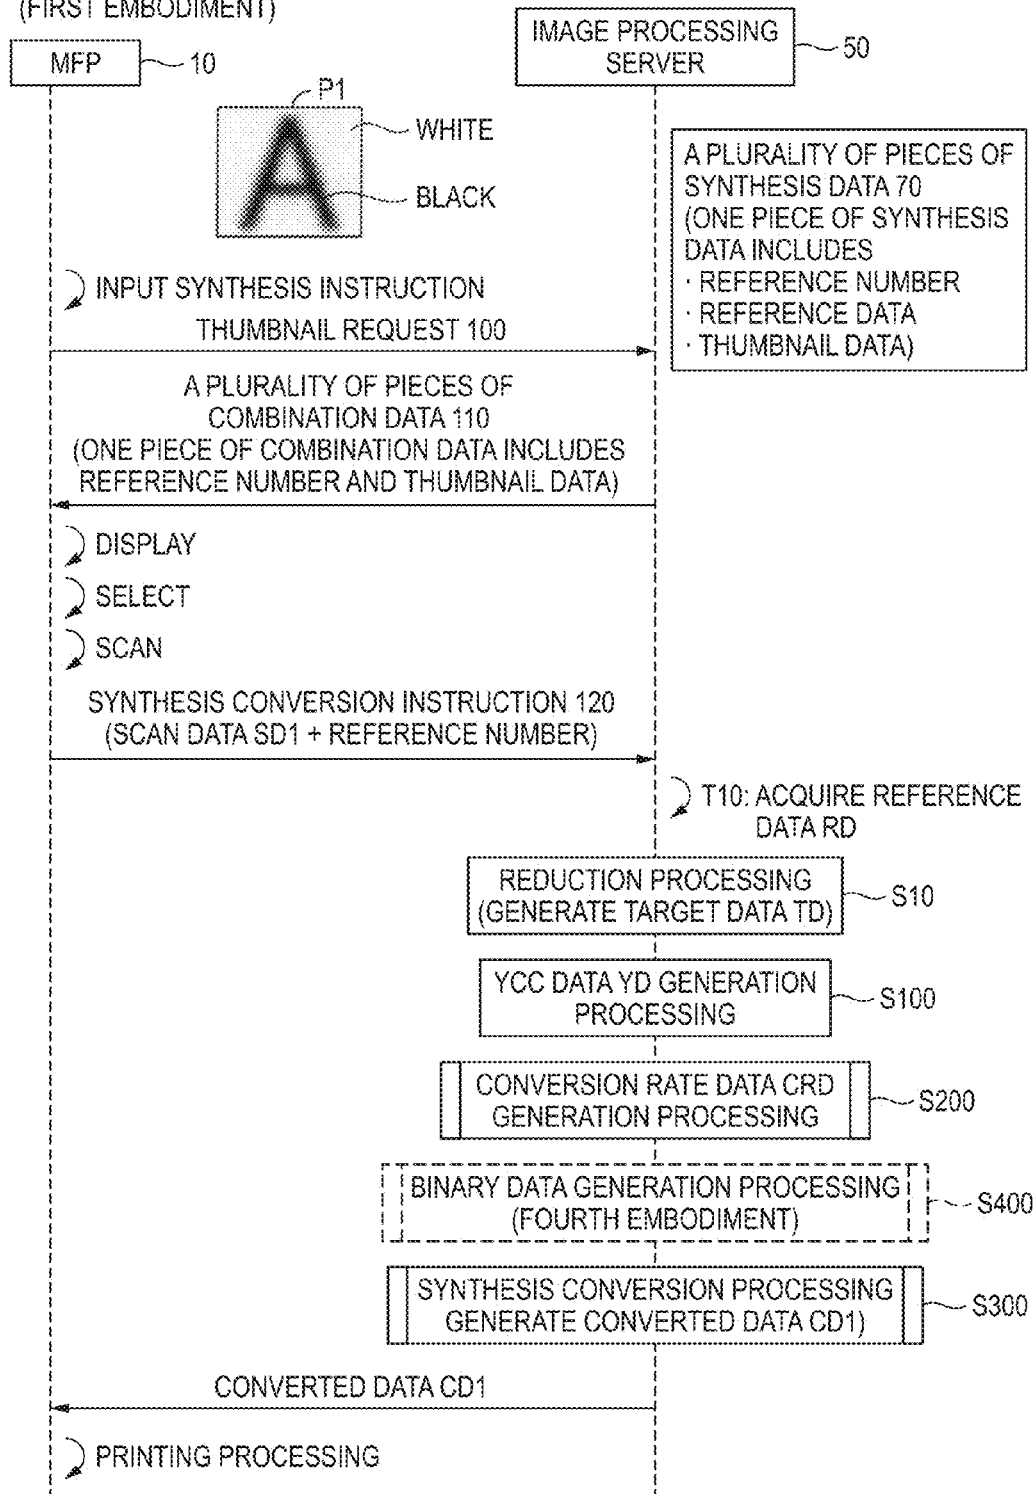 (FIRST EMBODIMENT)
MFP
10
IMAGE PROCESSING
SERVER
50
P1
A
WHITE
BLACK
A PLURALITY OF PIECES OF
SYNTHESIS DATA 70
(ONE PIECE OF SYNTHESIS
DATA INCLUDES
· REFERENCE NUMBER
· REFERENCE DATA
· THUMBNAIL DATA)
INPUT SYNTHESIS INSTRUCTION
THUMBNAIL REQUEST 100
A PLURALITY OF PIECES OF
COMBINATION DATA 110
(ONE PIECE OF COMBINATION DATA INCLUDES
REFERENCE NUMBER AND THUMBNAIL DATA)
DISPLAY
SELECT
SCAN
SYNTHESIS CONVERSION INSTRUCTION 120
(SCAN DATA SD1 + REFERENCE NUMBER)
T10: ACQUIRE REFERENCE
DATA RD
REDUCTION PROCESSING
(GENERATE TARGET DATA TD)
S10
YCC DATA YD GENERATION
PROCESSING
S100
CONVERSION RATE DATA CRD
GENERATION PROCESSING
S200
BINARY DATA GENERATION PROCESSING
(FOURTH EMBODIMENT)
S400
SYNTHESIS CONVERSION PROCESSING
GENERATE CONVERTED DATA CD1)
S300
CONVERTED DATA CD1
PRINTING PROCESSING